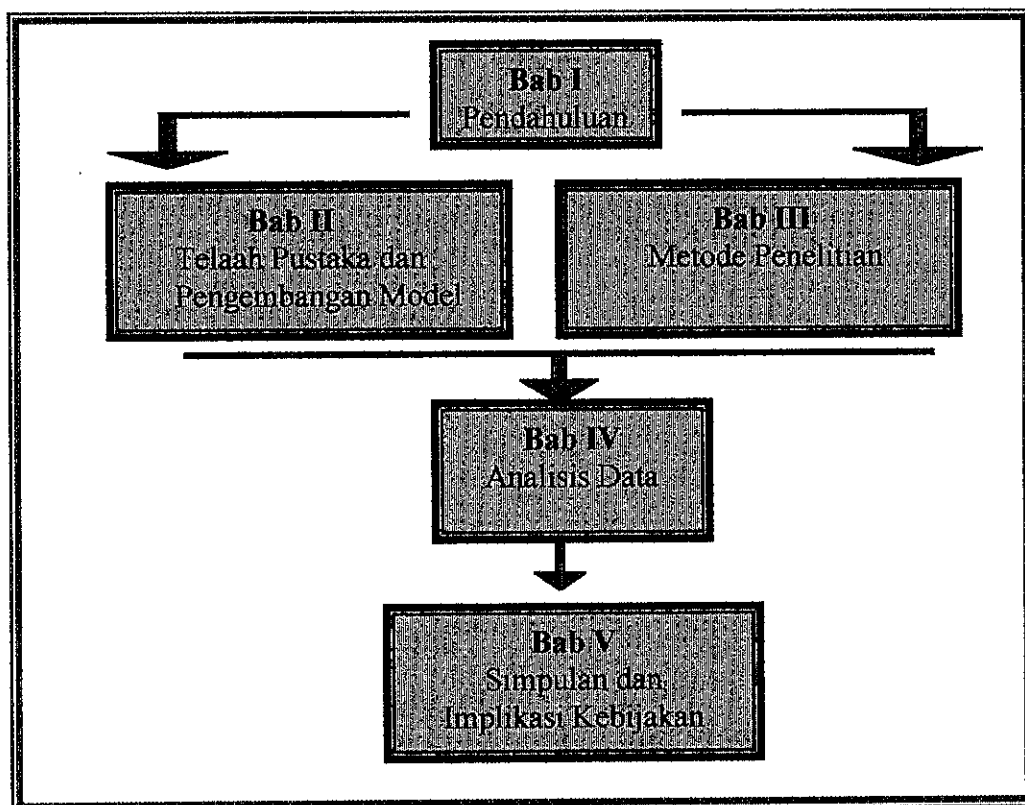 Bab I
Pendahuluan
Bab II
Telaah Pustaka dan
Pengembangan Model
Bab III
Metode Penelitian
Bab IV
Analisis Data
Bab V
Simpulan dan
Implikasi Kebijakan